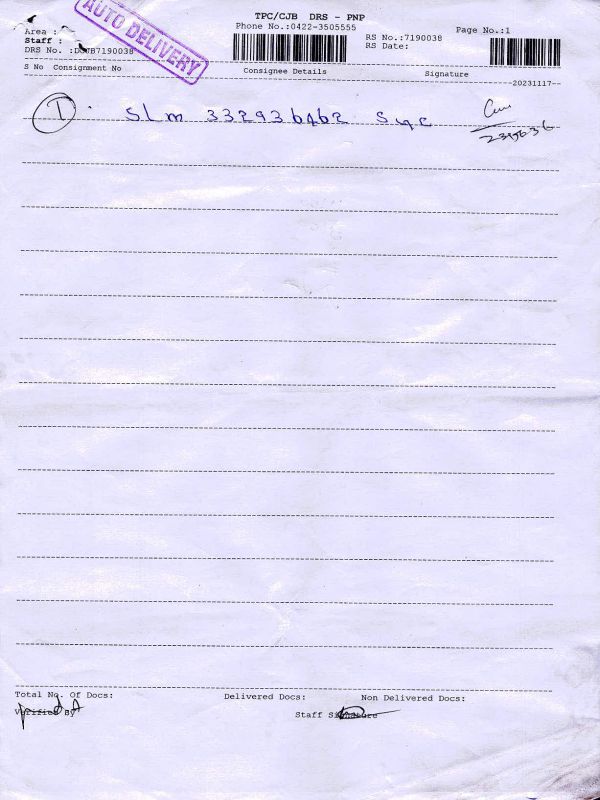 AUTO DELIVERY
TPC/CJB DRS - PNP
Phone No.:0422-3505555
Page No.:1
Area :
RS No.:7190038
Staff :
RS Date:
DRS No. :
S No Consignment No Consignee Details Signature
20231117
1. SLM 332936462
Total No. Of Docs: Delivered Docs: Non Delivered Docs:
Verified By Staff Signature